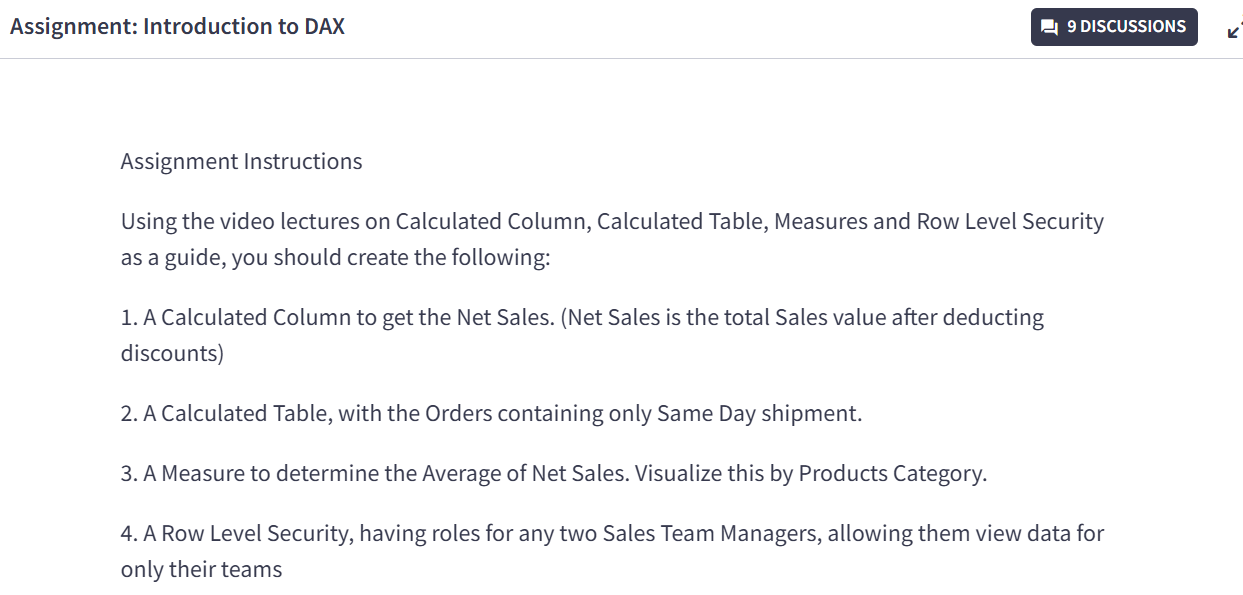 Assignment: Introduction to DAX
9 DISCUSSIONS
Assignment Instructions
Using the video lectures on Calculated Column, Calculated Table, Measures and Row Level Security
as a guide, you should create the following:
1. A Calculated Column to get the Net Sales. (Net Sales is the total Sales value after deducting
discounts)
2. A Calculated Table, with the Orders containing only Same Day shipment.
3. A Measure to determine the Average of Net Sales. Visualize this by Products Category.
4. A Row Level Security, having roles for any two Sales Team Managers, allowing them view data for
only their teams